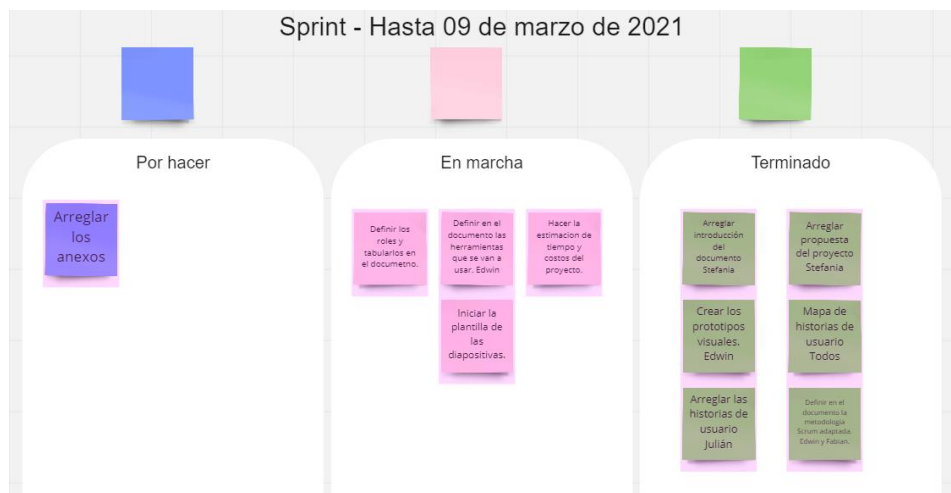 Sprint - Hasta 09 de marzo de 2021
Por hacer
Arreglar
los
anexos
En marcha
Definir los
roles y
tabularlos en
el documetno.
Definir en el
documento las
herramientas
que se van a
usar. Edwin
Hacer la
estimacion de
tiempo y
costos del
proyecto.
Iniciar la
plantilla de
las
diapositivas.
Terminado
Arreglar
introducción
del
documento
Stefania
Arreglar
propuesta
del proyecto
Stefania
Crear los
prototipos
visuales.
Edwin
Mapa de
historias de
usuario
Todos
Arreglar las
historias de
usuario
Julián
Definir en el
documento la
metodología
Scrum adaptada.
Edwin y Fabian.